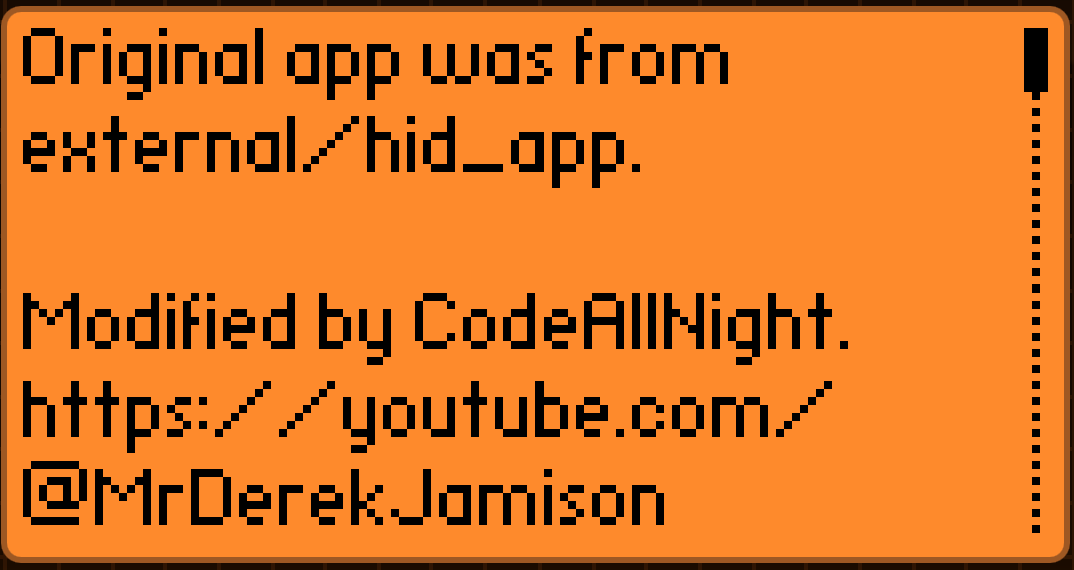 Original app was from
external/hid_app.
Modified by CodeAllNight.
https://youtube.com/
@MrDerekJamison